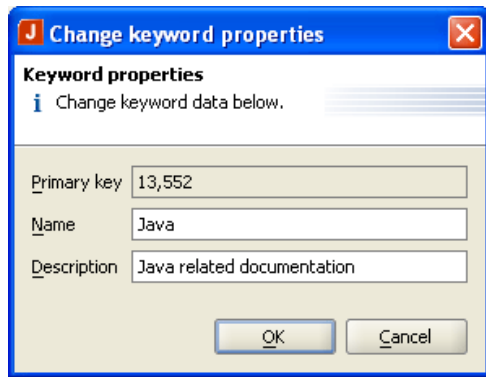 J Change keyword properties
Keyword properties
i Change keyword data below.
Primary key 13,552
Name Java
Description Java related documentation
OK Cancel